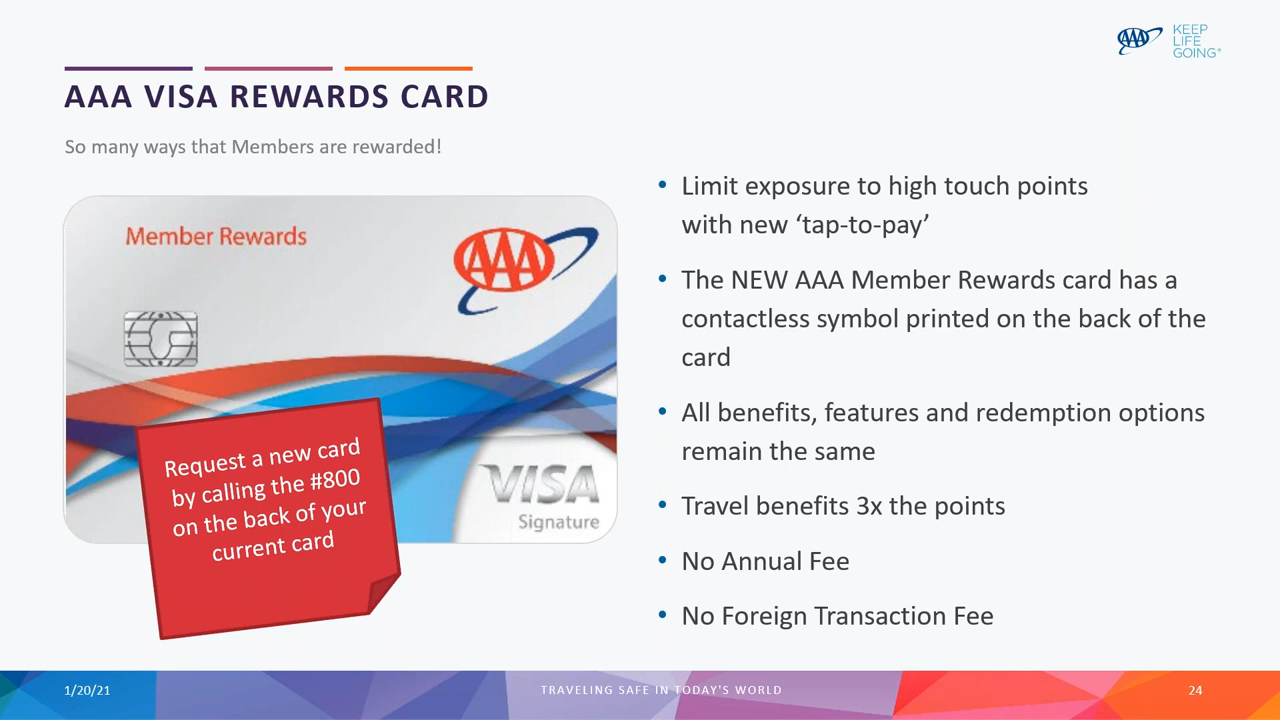 AAA KEEP
LIFE
GOING®
AAA VISA REWARDS CARD
So many ways that Members are rewarded!
Member Rewards
AAA
VISA
Signature
Request a new card
by calling the #800
on the back of your
current card
• Limit exposure to high touch points
with new ‘tap-to-pay’
• The NEW AAA Member Rewards card has a
contactless symbol printed on the back of the
card
• All benefits, features and redemption options
remain the same
• Travel benefits 3x the points
• No Annual Fee
• No Foreign Transaction Fee
1/20/21
TRAVELING SAFE IN TODAY'S WORLD
24